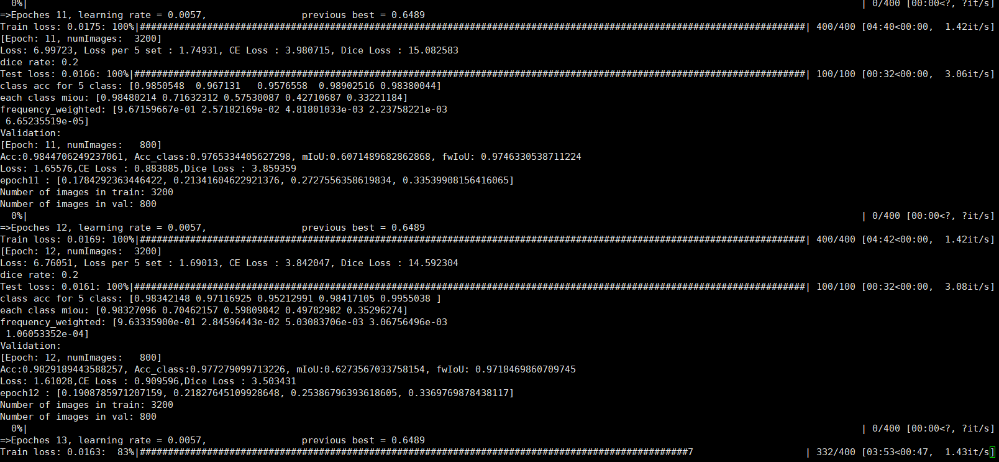 0%| | 0/400 [00:00<?, ?it/s]
=>Epoches 11, learning rate = 0.0057, previous best = 0.6489
Train loss: 0.0175: 100%|#######################################################################################################################| 400/400 [04:40<00:00, 1.42it/s]
[Epoch: 11, numImages: 3200]
Loss: 6.99723, Loss per 5 set : 1.74931, CE Loss : 3.980715, Dice Loss : 15.082583
dice rate: 0.2
Test loss: 0.0166: 100%|########################################################################################################################| 100/100 [00:32<00:00, 3.06it/s]
class acc for 5 class: [0.9850548 0.967131 0.9576558 0.98902516 0.98380044]
each class miou: [0.98480214 0.71632312 0.57530087 0.42710687 0.33221184]
frequency_weighted: [9.67159667e-01 2.57182169e-02 4.81801033e-03 2.23758221e-03
6.65235519e-05]
Validation:
[Epoch: 11, numImages: 800]
Acc:0.9844706249237061, Acc_class:0.9765334405627298, mIoU:0.6071489682862868, fwIoU: 0.9746330538711224
Loss: 1.65576,CE Loss : 0.883885,Dice Loss : 3.859359
epoch11 : [0.1784292363446422, 0.21341604622921376, 0.2727556358619834, 0.33539908156416065]
Number of images in train: 3200
Number of images in val: 800
0%| | 0/400 [00:00<?, ?it/s]
=>Epoches 12, learning rate = 0.0057, previous best = 0.6489
Train loss: 0.0169: 100%|#######################################################################################################################| 400/400 [04:42<00:00, 1.42it/s]
[Epoch: 12, numImages: 3200]
Loss: 6.76051, Loss per 5 set : 1.69013, CE Loss : 3.842047, Dice Loss : 14.592304
dice rate: 0.2
Test loss: 0.0161: 100%|########################################################################################################################| 100/100 [00:32<00:00, 3.08it/s]
class acc for 5 class: [0.98342148 0.97116925 0.95212991 0.98417105 0.9955038 ]
each class miou: [0.98327096 0.70462157 0.59809842 0.49782982 0.35296274]
frequency_weighted: [9.63335900e-01 2.84596443e-02 5.03083706e-03 3.06756496e-03
1.06053352e-04]
Validation:
[Epoch: 12, numImages: 800]
Acc:0.9829189443588257, Acc_class:0.977279099713226, mIoU:0.6273567033758154, fwIoU: 0.9718469860709745
Loss: 1.61028,CE Loss : 0.909596,Dice Loss : 3.503431
epoch12 : [0.1908785971207159, 0.21827645109928648, 0.25386796393618605, 0.3369769878438117]
Number of images in train: 3200
Number of images in val: 800
0%| | 0/400 [00:00<?, ?it/s]
=>Epoches 13, learning rate = 0.0057, previous best = 0.6489
Train loss: 0.0163: 83%|##################################################################################################7 | 332/400 [03:53<00:47, 1.43it/s]